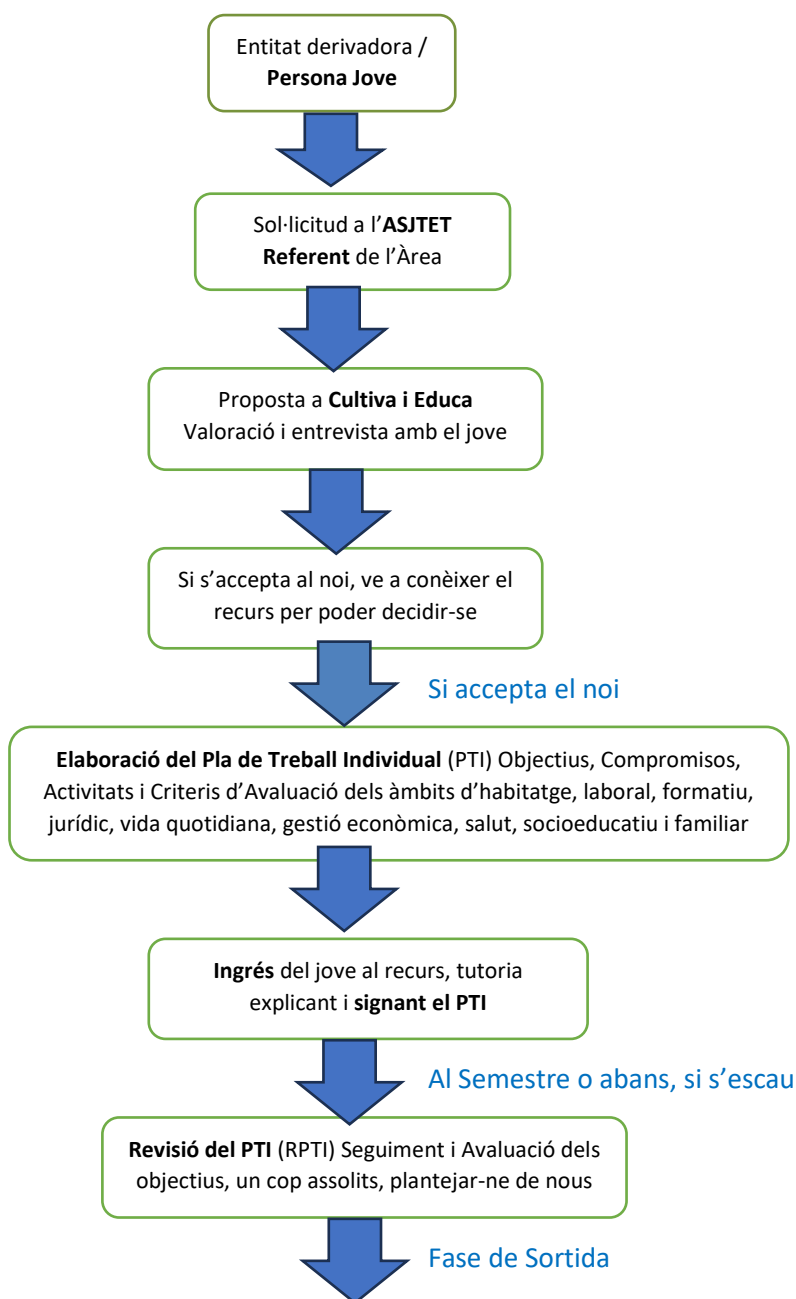 Entitat derivadora /
Persona Jove
Sol·licitud a l’ASJTET
Referent de l’Àrea
Proposta a Cultiva i Educa
Valoració i entrevista amb el jove
Si s’accepta al noi, ve a conèixer el
recurs per poder decidir-se
Si accepta el noi
Elaboració del Pla de Treball Individual (PTI) Objectius, Compromisos,
Activitats i Criteris d’Avaluació dels àmbits d’habitatge, laboral, formatiu,
jurídic, vida quotidiana, gestió econòmica, salut, socioeducatiu i familiar
Ingrés del jove al recurs, tutoria
explicant i signant el PTI
Al Semestre o abans, si s’escau
Revisió del PTI (RPTI) Seguiment i Avaluació dels
objectius, un cop assolits, plantejar-ne de nous
Fase de Sortida